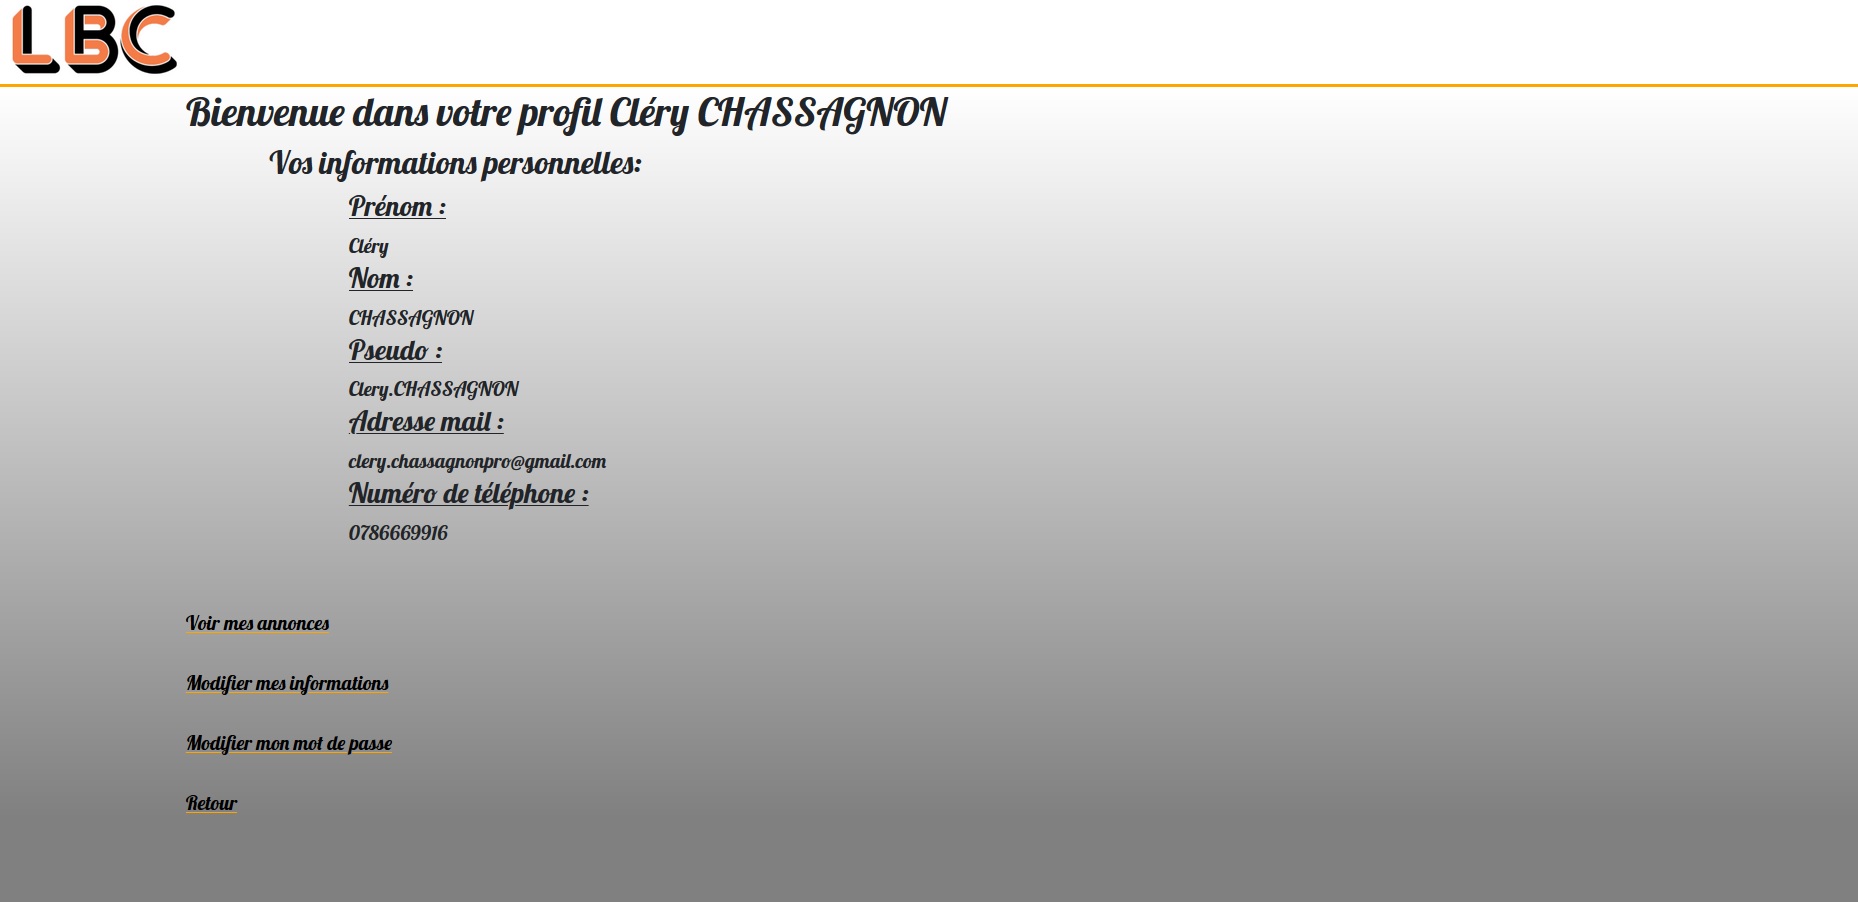 LBC
Bienvenue dans votre profil Cléry CHASSAGNON
Vos informations personnelles:
Prénom :
Cléry
Nom :
CHASSAGNON
Pseudo :
Clery.CHASSAGNON
Adresse mail :
clery.chassagnonpro@gmail.com
Numéro de téléphone :
0786669916
Voir mes annonces
Modifier mes informations
Modifier mon mot de passe
Retour